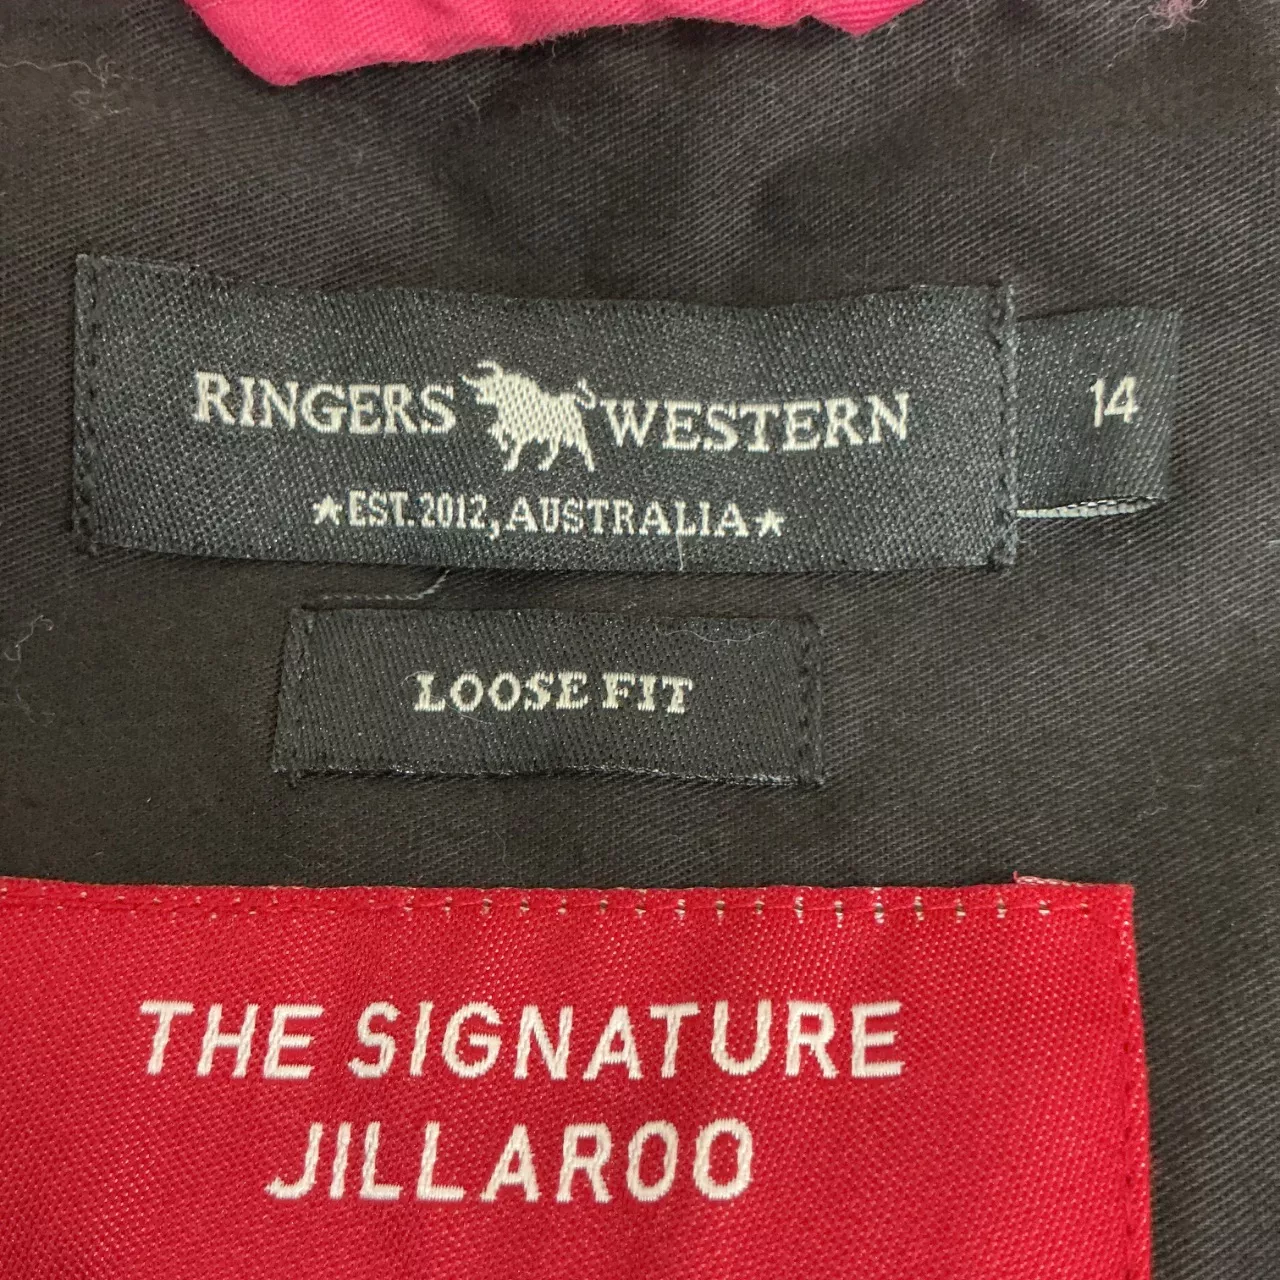 RINGERS WESTERN
★EST. 2012, AUSTRALIA★
14
LOOSE FIT
THE SIGNATURE
JILLAROO